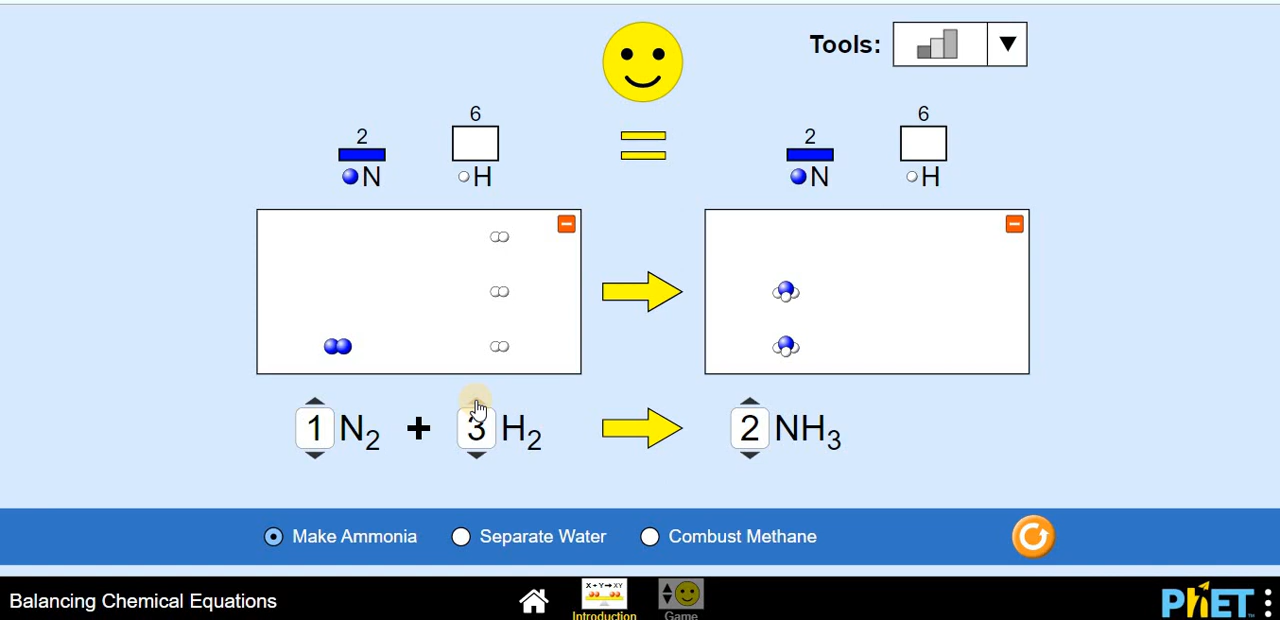 Tools:
6 6
2 2
N H N H
1 N2 + 3 H2 2 NH3
Make Ammonia Separate Water Combust Methane
X + Y → XY
Balancing Chemical Equations Introduction Game PhET